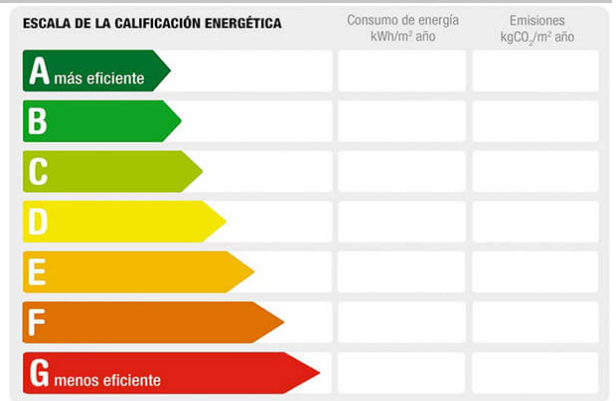 ESCALA DE LA CALIFICACIÓN ENERGÉTICA
Consumo de energía
kWh/m² año
Emisiones
kgCO₂/m² año
A más eficiente
B
C
D
E
F
G menos eficiente